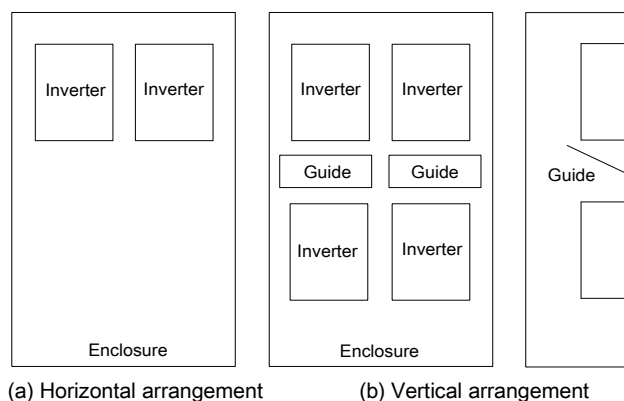 Inverter Inverter
Enclosure
Inverter Inverter
Guide Guide
Inverter Inverter
Enclosure
Guide
(a) Horizontal arrangement
(b) Vertical arrangement